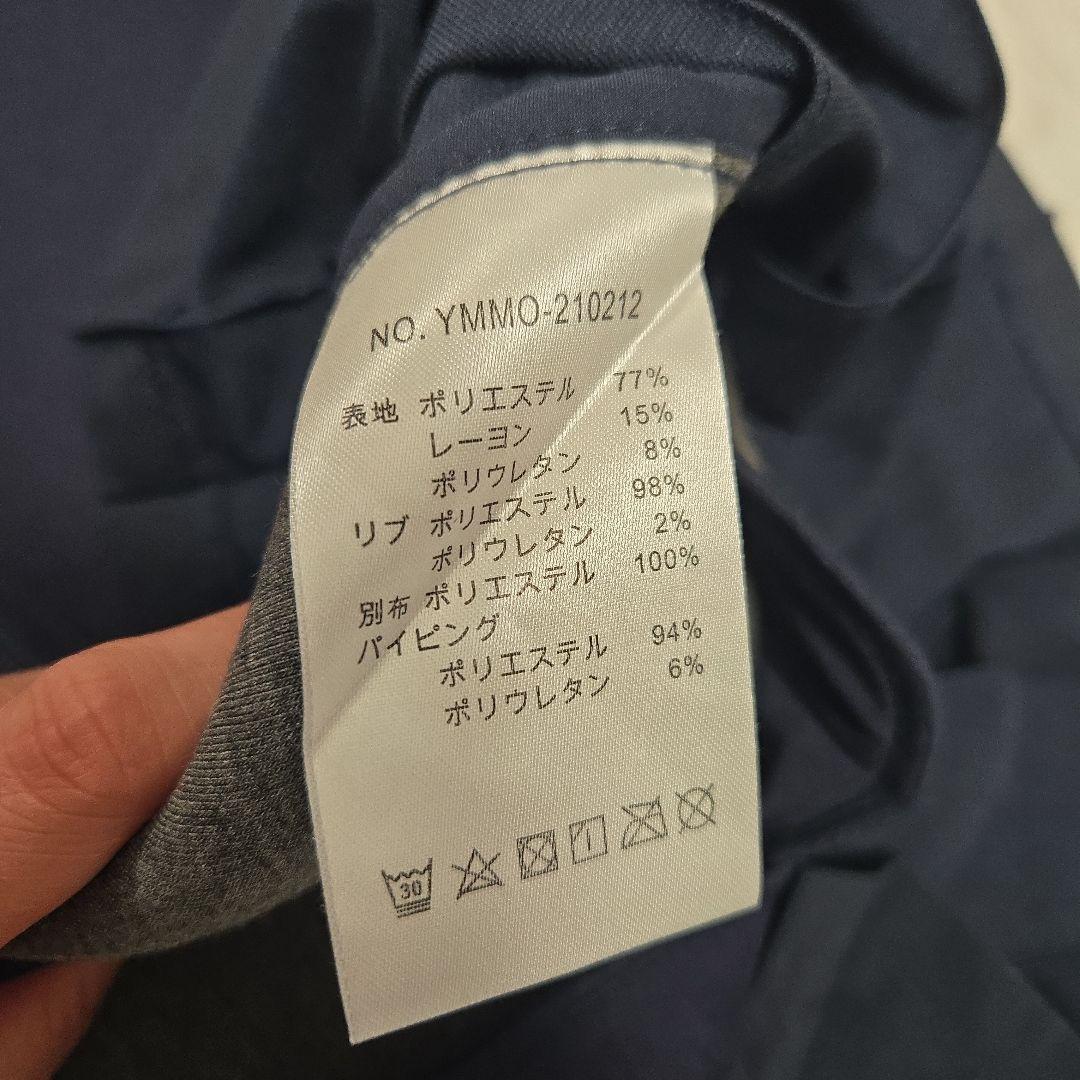 NO. YMMO-210212
表地 ポリエステル 77%
レーヨン 15%
ポリウレタン 8%
リブ ポリエステル 98%
ポリウレタン 2%
別布 ポリエステル 100%
パイピング
ポリエステル 94%
ポリウレタン 6%
30